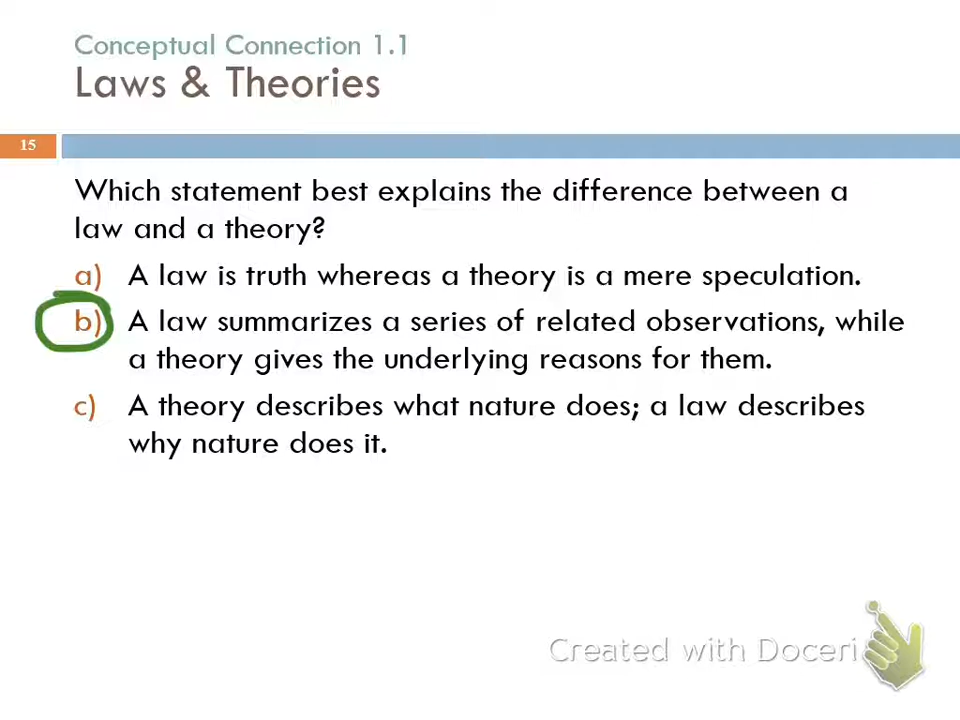 Conceptual Connection 1.1
Laws & Theories
15
Which statement best explains the difference between a
law and a theory?
a) A law is truth whereas a theory is a mere speculation.
b) A law summarizes a series of related observations, while
a theory gives the underlying reasons for them.
c) A theory describes what nature does; a law describes
why nature does it.
Created with Doceri